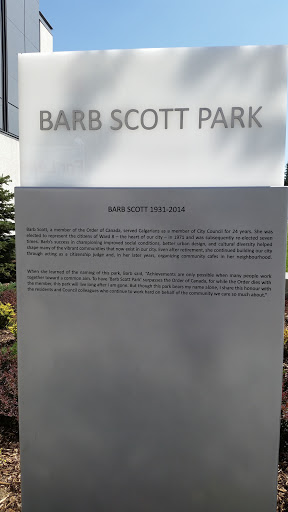 BARB SCOTT PARK
BARB SCOTT 1931-2014
Barb Scott, a member of the Order of Canada, served Calgarians as a member of City Council for 24 years. She was
elected to represent the citizens of Ward 8 – the heart of our city – in 1971 and was subsequently re-elected seven
times. Barb's success in championing improved social conditions, better urban design, and cultural diversity helped
shape many of the vibrant communities that now exist in our city. Even after retirement, she continued building our city
through acting as a citizenship judge and, in her later years, organizing community cafes in her neighbourhood.
When she learned of the naming of this park, Barb said, "Achievements are only possible when many people work
together toward a common aim. To have 'Barb Scott Park' surpasses the Order of Canada, for while the Order dies with
the member, this park will live long after I am gone. But though this park bears my name alone, I share this honour with
the residents and Council colleagues who continue to work hard on behalf of the community we care so much about."